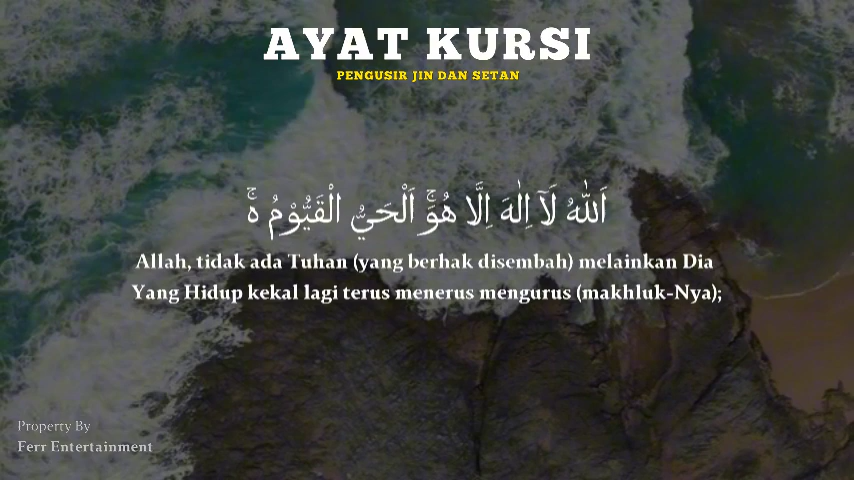 AYAT KURSI
PENGUSIR JIN DAN SETAN
اَللّٰهُ لَآ اِلٰهَ اِلَّا هُوَۚ اَلْحَيُّ الْقَيُّوْمُ ەۚ
Allah, tidak ada Tuhan (yang berhak disembah) melainkan Dia
Yang Hidup kekal lagi terus menerus mengurus (makhluk-Nya);
Property By
Ferr Entertainment